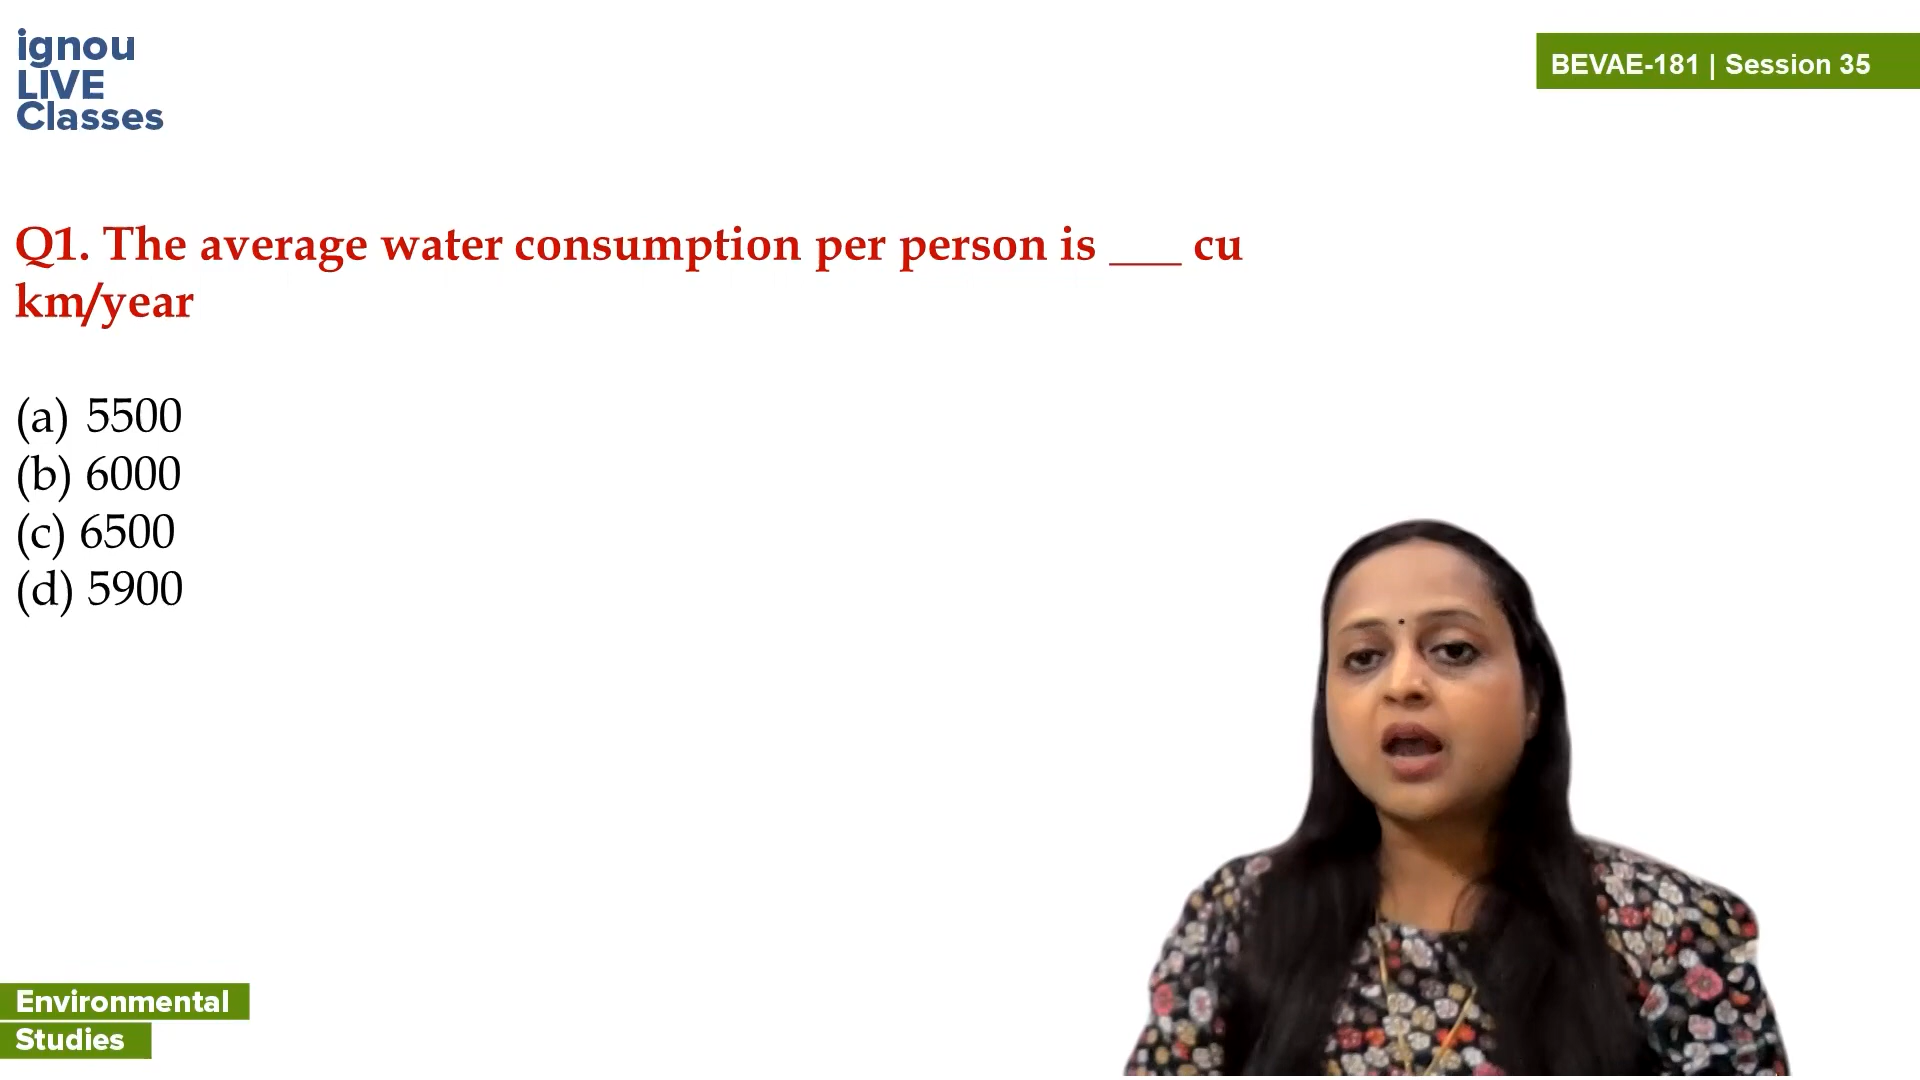 ignou
LIVE
Classes
BEVAE-181 | Session 35
Q1. The average water consumption per person is ___ cu
km/year
(a) 5500
(b) 6000
(c) 6500
(d) 5900
Environmental
Studies